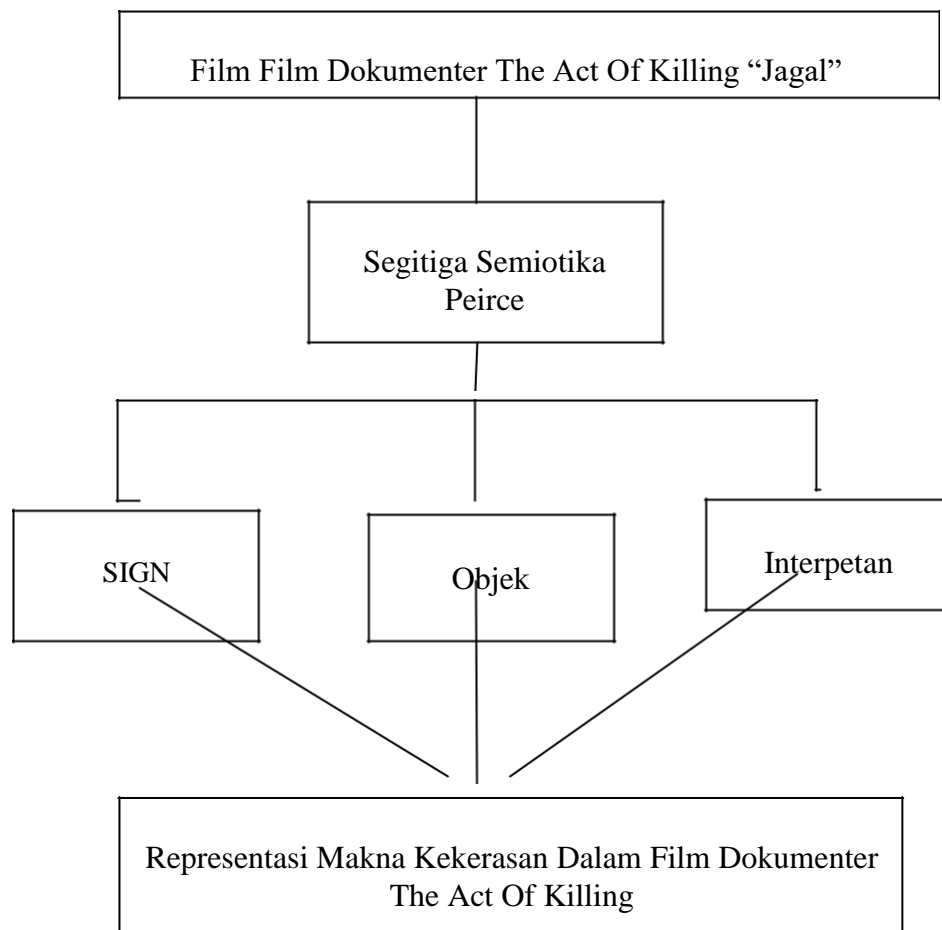 Film Film Dokumenter The Act Of Killing “Jagal”
Segitiga Semiotika
Peirce
SIGN
Objek
Interpetan
Representasi Makna Kekerasan Dalam Film Dokumenter
The Act Of Killing